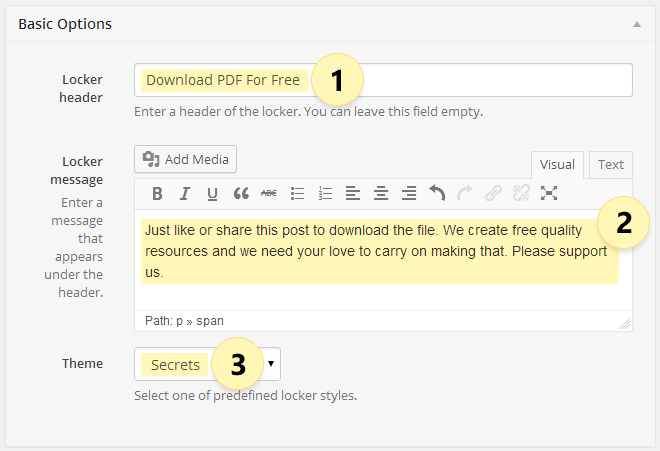 Basic Options
Locker header
Download PDF For Free
1
Enter a header of the locker. You can leave this field empty.
Locker message
Enter a message that appears under the header.
Add Media
Visual
Text
B I U ABC
Just like or share this post to download the file. We create free quality
resources and we need your love to carry on making that. Please support
us.
2
Path: p » span
Theme
Secrets
3
Select one of predefined locker styles.